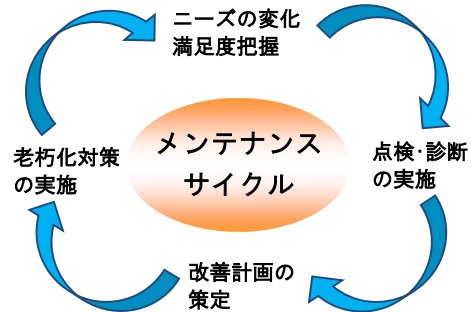 ニーズの変化
満足度把握
点検･診断
の実施
改善計画の
策定
老朽化対策
の実施
メンテナンス
サイクル